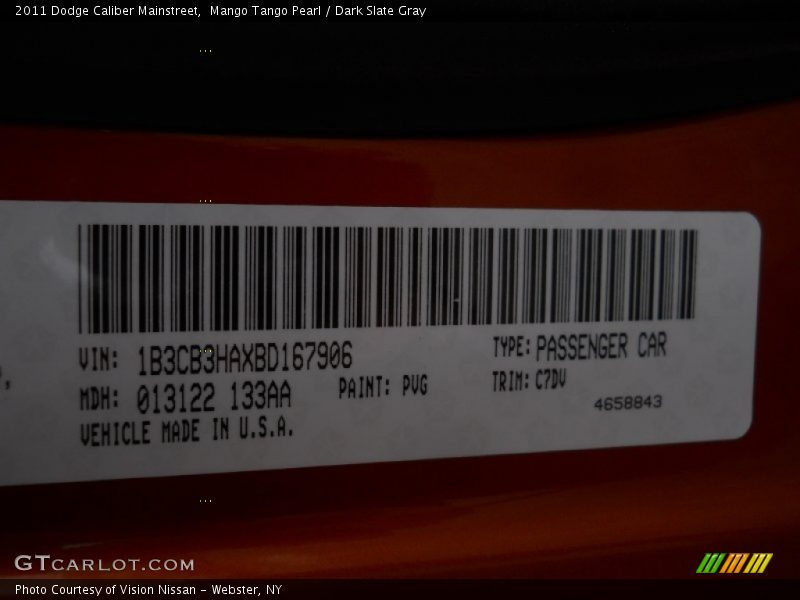 2011 Dodge Caliber Mainstreet,  Mango Tango Pearl / Dark Slate Gray
VIN: 1B3CB3HAXBD167906
TYPE: PASSENGER CAR
MDH: 013122 133AA
PAINT: PVG
TRIM: C7DV
4658843
VEHICLE MADE IN U.S.A.
GTCARLOT.COM
Photo Courtesy of Vision Nissan - Webster, NY